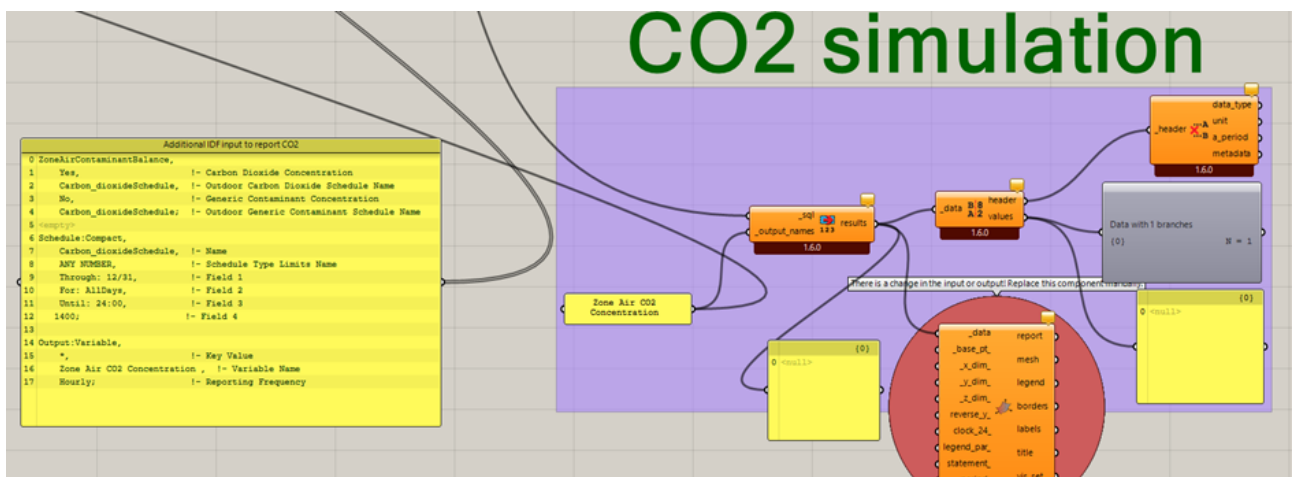 CO2 simulation
Additional IDF input to report CO2
0 ZoneAirContaminantBalance,
1 Yes, !- Carbon Dioxide Concentration
2 Carbon_dioxideSchedule, !- Outdoor Carbon Dioxide Schedule Name
3 No, !- Generic Contaminant Concentration
4 Carbon_dioxideSchedule; !- Outdoor Generic Contaminant Schedule Name
5 <empty>
6 Schedule:Compact,
7 Carbon_dioxideSchedule, !- Name
8 ANY NUMBER, !- Schedule Type Limits Name
9 Through: 12/31, !- Field 1
10 For: AllDays, !- Field 2
11 Until: 24:00, !- Field 3
12 1400; !- Field 4
13
14 Output:Variable,
15 *, !- Key Value
16 Zone Air CO2 Concentration , !- Variable Name
17 Hourly; !- Reporting Frequency
Zone Air CO2
Concentration
_sql
_output_names
123
results
1.6.0
_data
B 8
A 2
header
values
1.6.0
_header
A
B
data_type
unit
a_period
metadata
1.6.0
Data with 1 branches
{0} N = 1
There is a change in the input or output! Replace this component manually.
{0}
0 <null>
{0}
0 <null>
_data
_base_pt_
_x_dim_
_y_dim_
_z_dim_
reverse_y_
clock_24_
legend_par_
statement_
report
mesh
legend
borders
labels
title
vis_set